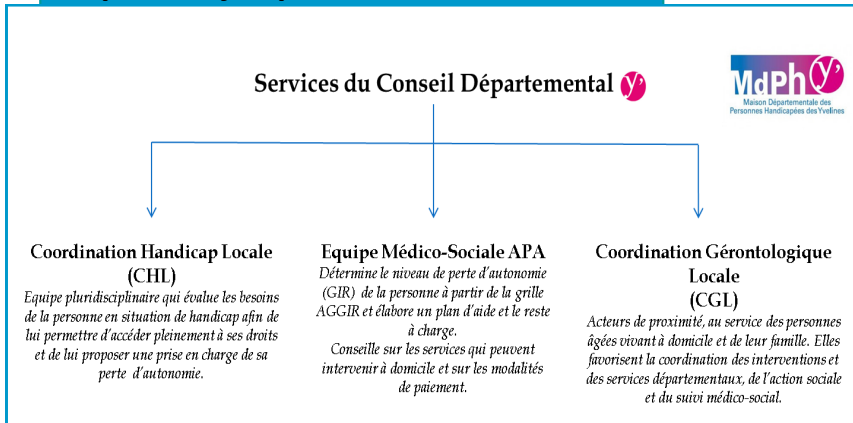 Services du Conseil Départemental y'
MdPh y'
Maison Départementale des
Personnes Handicapées des Yvelines
Coordination Handicap Locale
(CHL)
Equipe pluridisciplinaire qui évalue les besoins
de la personne en situation de handicap afin de
lui permettre d'accéder pleinement à ses droits
et de lui proposer une prise en charge de sa
perte d'autonomie.
Equipe Médico-Sociale APA
Détermine le niveau de perte d'autonomie
(GIR) de la personne à partir de la grille
AGGIR et élabore un plan d'aide et le reste
à charge.
Conseille sur les services qui peuvent
intervenir à domicile et sur les modalités
de paiement.
Coordination Gérontologique
Locale
(CGL)
Acteurs de proximité, au service des personnes
âgées vivant à domicile et de leur famille. Elles
favorisent la coordination des interventions et
des services départementaux, de l'action sociale
et du suivi médico-social.